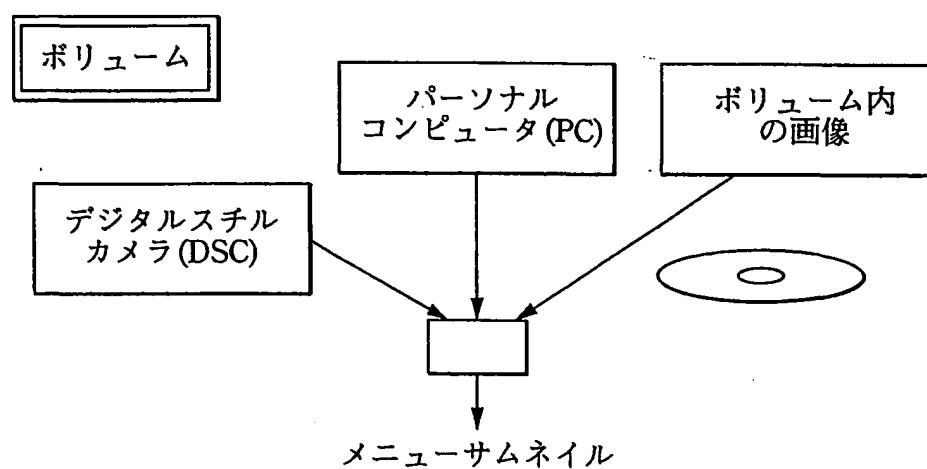 ボリューム
パーソナル
コンピュータ(PC)
ボリューム内
の画像
デジタルスチル
カメラ(DSC)
メニューサムネイル